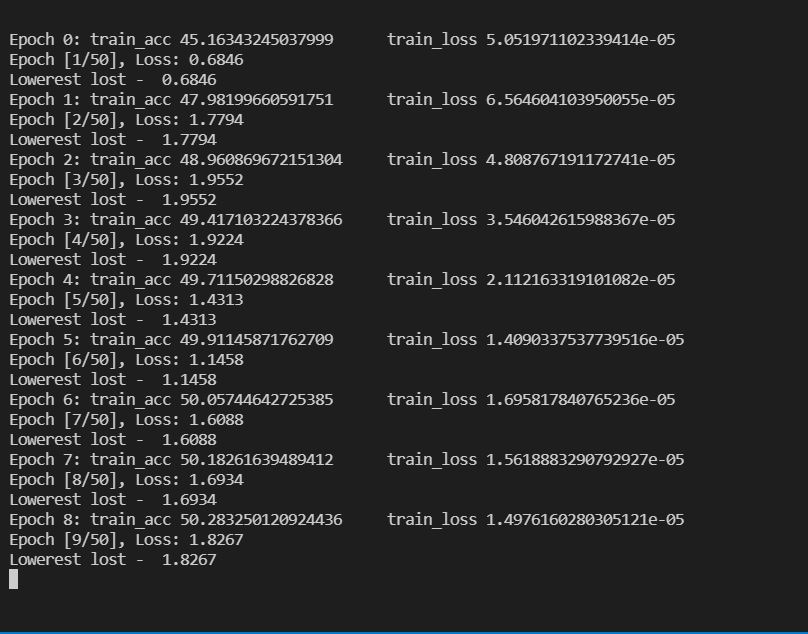 Epoch 0: train_acc 45.16343245037999      train_loss 5.051971102339414e-05
Epoch [1/50], Loss: 0.6846
Lowerest lost -  0.6846
Epoch 1: train_acc 47.98199660591751      train_loss 6.564604103950055e-05
Epoch [2/50], Loss: 1.7794
Lowerest lost -  1.7794
Epoch 2: train_acc 48.960869672151304     train_loss 4.808767191172741e-05
Epoch [3/50], Loss: 1.9552
Lowerest lost -  1.9552
Epoch 3: train_acc 49.417103224378366     train_loss 3.546042615988367e-05
Epoch [4/50], Loss: 1.9224
Lowerest lost -  1.9224
Epoch 4: train_acc 49.71150298826828      train_loss 2.112163319101082e-05
Epoch [5/50], Loss: 1.4313
Lowerest lost -  1.4313
Epoch 5: train_acc 49.91145871762709      train_loss 1.4090337537739516e-05
Epoch [6/50], Loss: 1.1458
Lowerest lost -  1.1458
Epoch 6: train_acc 50.05744642725385      train_loss 1.695817840765236e-05
Epoch [7/50], Loss: 1.6088
Lowerest lost -  1.6088
Epoch 7: train_acc 50.18261639489412      train_loss 1.5618883290792927e-05
Epoch [8/50], Loss: 1.6934
Lowerest lost -  1.6934
Epoch 8: train_acc 50.283250120924436     train_loss 1.4976160280305121e-05
Epoch [9/50], Loss: 1.8267
Lowerest lost -  1.8267